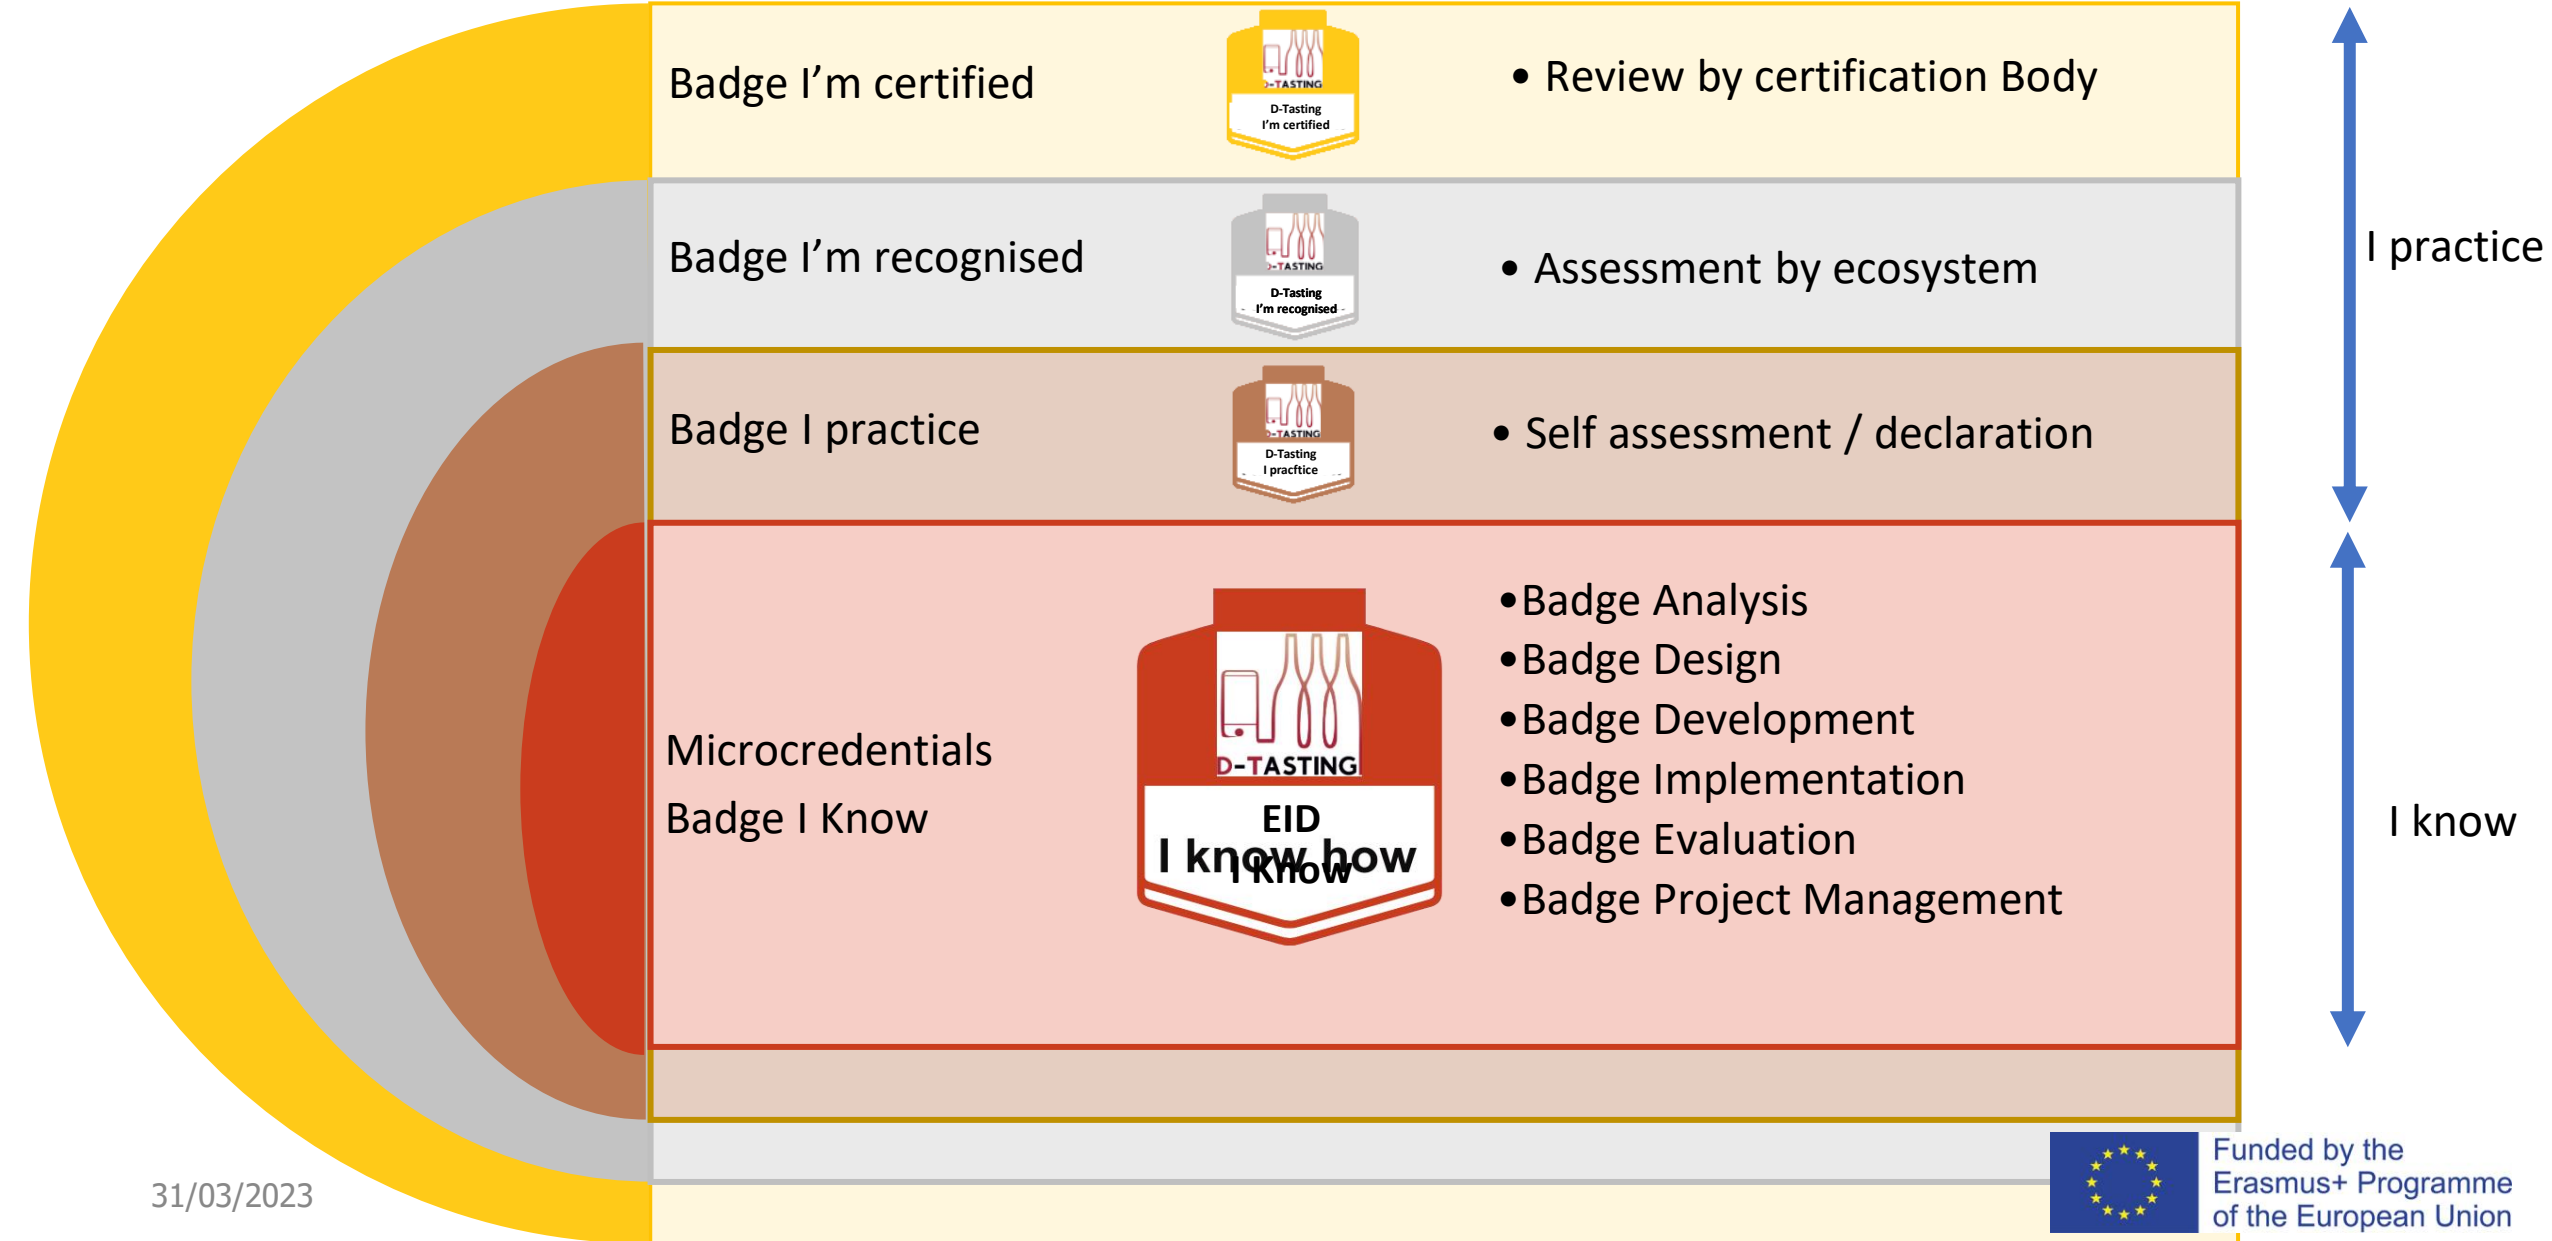 Badge I'm certified
D-TASTING
D-Tasting
I'm certified
• Review by certification Body
Badge I'm recognised
D-TASTING
D-Tasting
- I'm recognised -
• Assessment by ecosystem
I practice
Badge I practice
D-TASTING
D-Tasting
I pracftice
• Self assessment / declaration
Microcredentials
Badge I Know
D-TASTING
EID
I know how
I Know
•Badge Analysis
•Badge Design
•Badge Development
•Badge Implementation
•Badge Evaluation
•Badge Project Management
I know
31/03/2023
Funded by the
Erasmus+ Programme
of the European Union